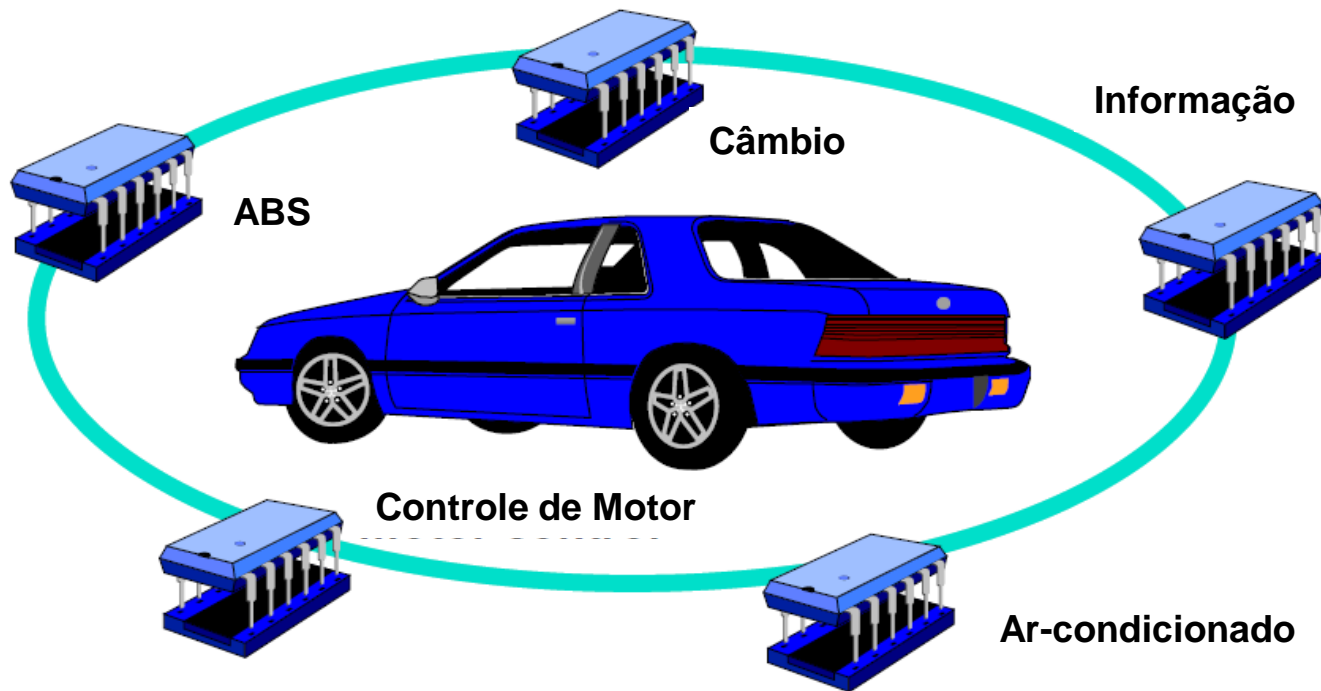 Informação
Câmbio
ABS
Controle de Motor
Ar-condicionado